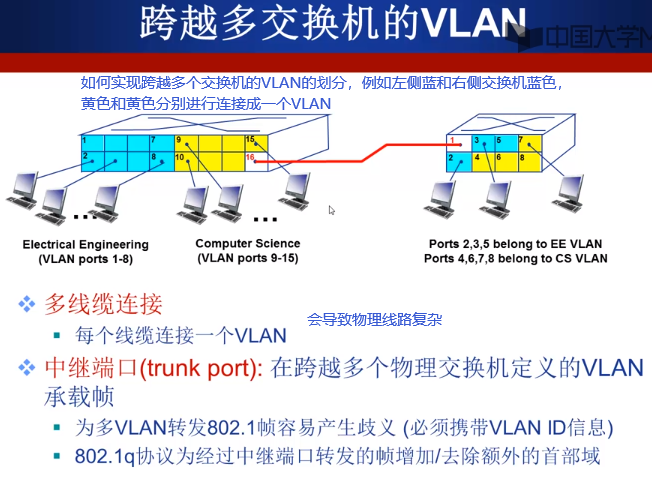 跨越多交换机的VLAN
中国大学M
如何实现跨越多个交换机的VLAN的划分，例如左侧蓝和右侧交换机蓝色，
黄色和黄色分别进行连接成一个VLAN
1 7 9 15
2 8 10 16
1 3 5 7
2 4 6 8
Electrical Engineering
(VLAN ports 1-8)
Computer Science
(VLAN ports 9-15)
Ports 2,3,5 belong to EE VLAN
Ports 4,6,7,8 belong to CS VLAN
多线缆连接
每个线缆连接一个VLAN
会导致物理线路复杂
中继端口(trunk port): 在跨越多个物理交换机定义的VLAN
承载帧
为多VLAN转发802.1帧容易产生歧义 (必须携带VLAN ID信息)
802.1q协议为经过中继端口转发的帧增加/去除额外的首部域